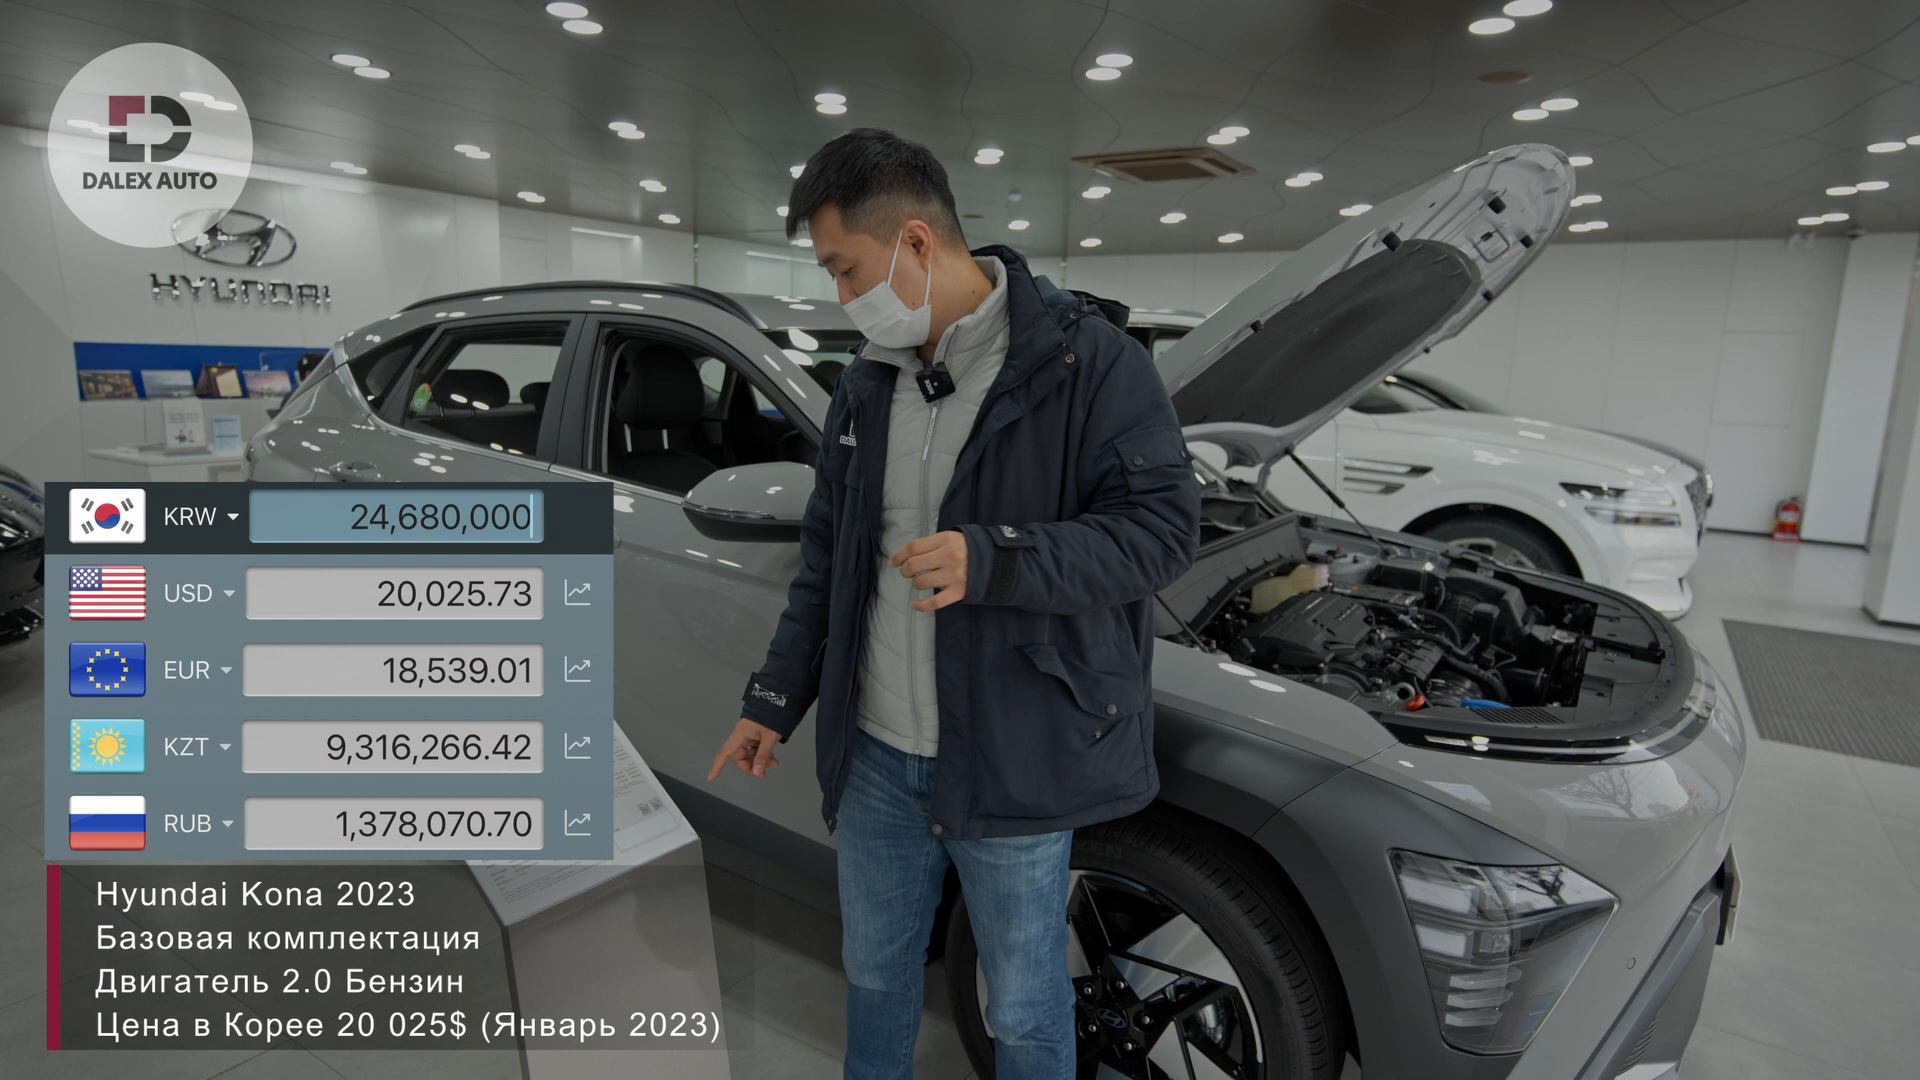 DALEX AUTO
HYUNDAI
KRW 24,680,000
USD 20,025.73
EUR 18,539.01
KZT 9,316,266.42
RUB 1,378,070.70
Hyundai Kona 2023
Базовая комплектация
Двигатель 2.0 Бензин
Цена в Корее 20 025$ (Январь 2023)